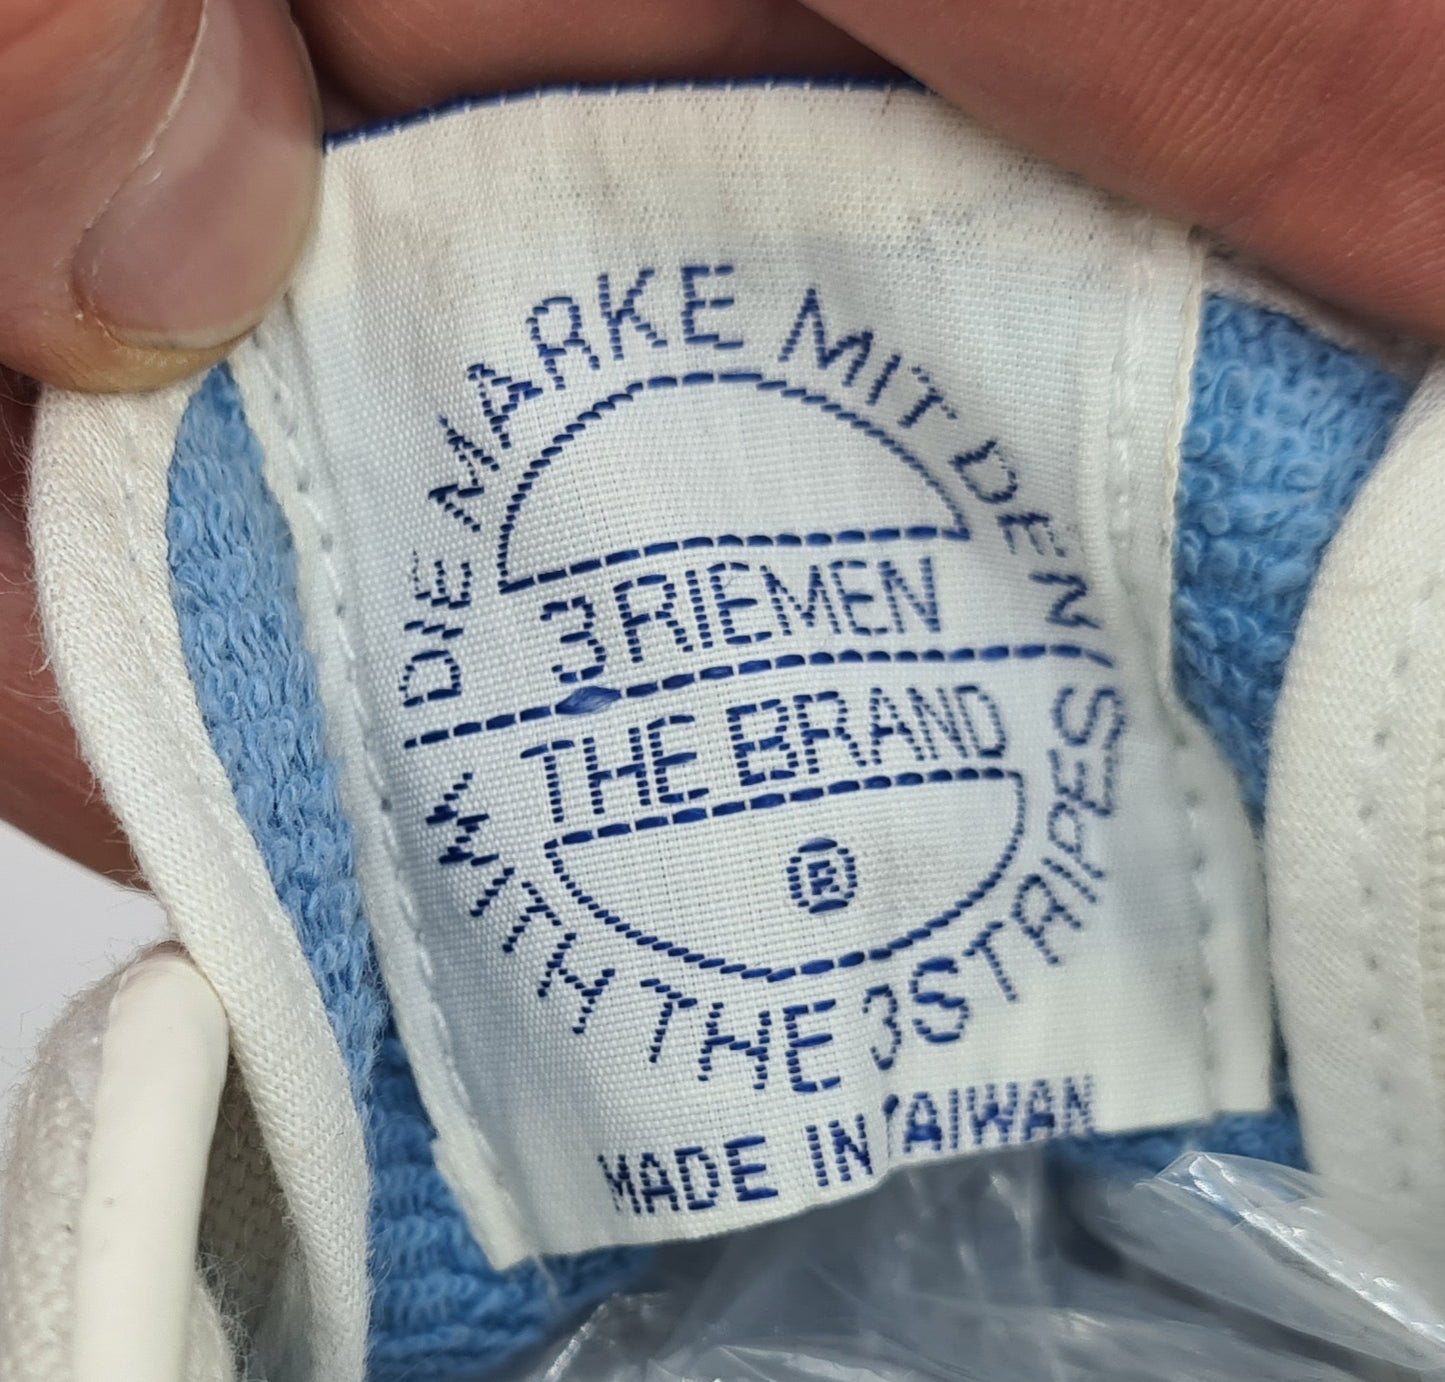 DIE MARKE MIT DEN
3 RIEMEN
THE BRAND
®
WITH THE 3 STRIPES
MADE IN TAIWAN